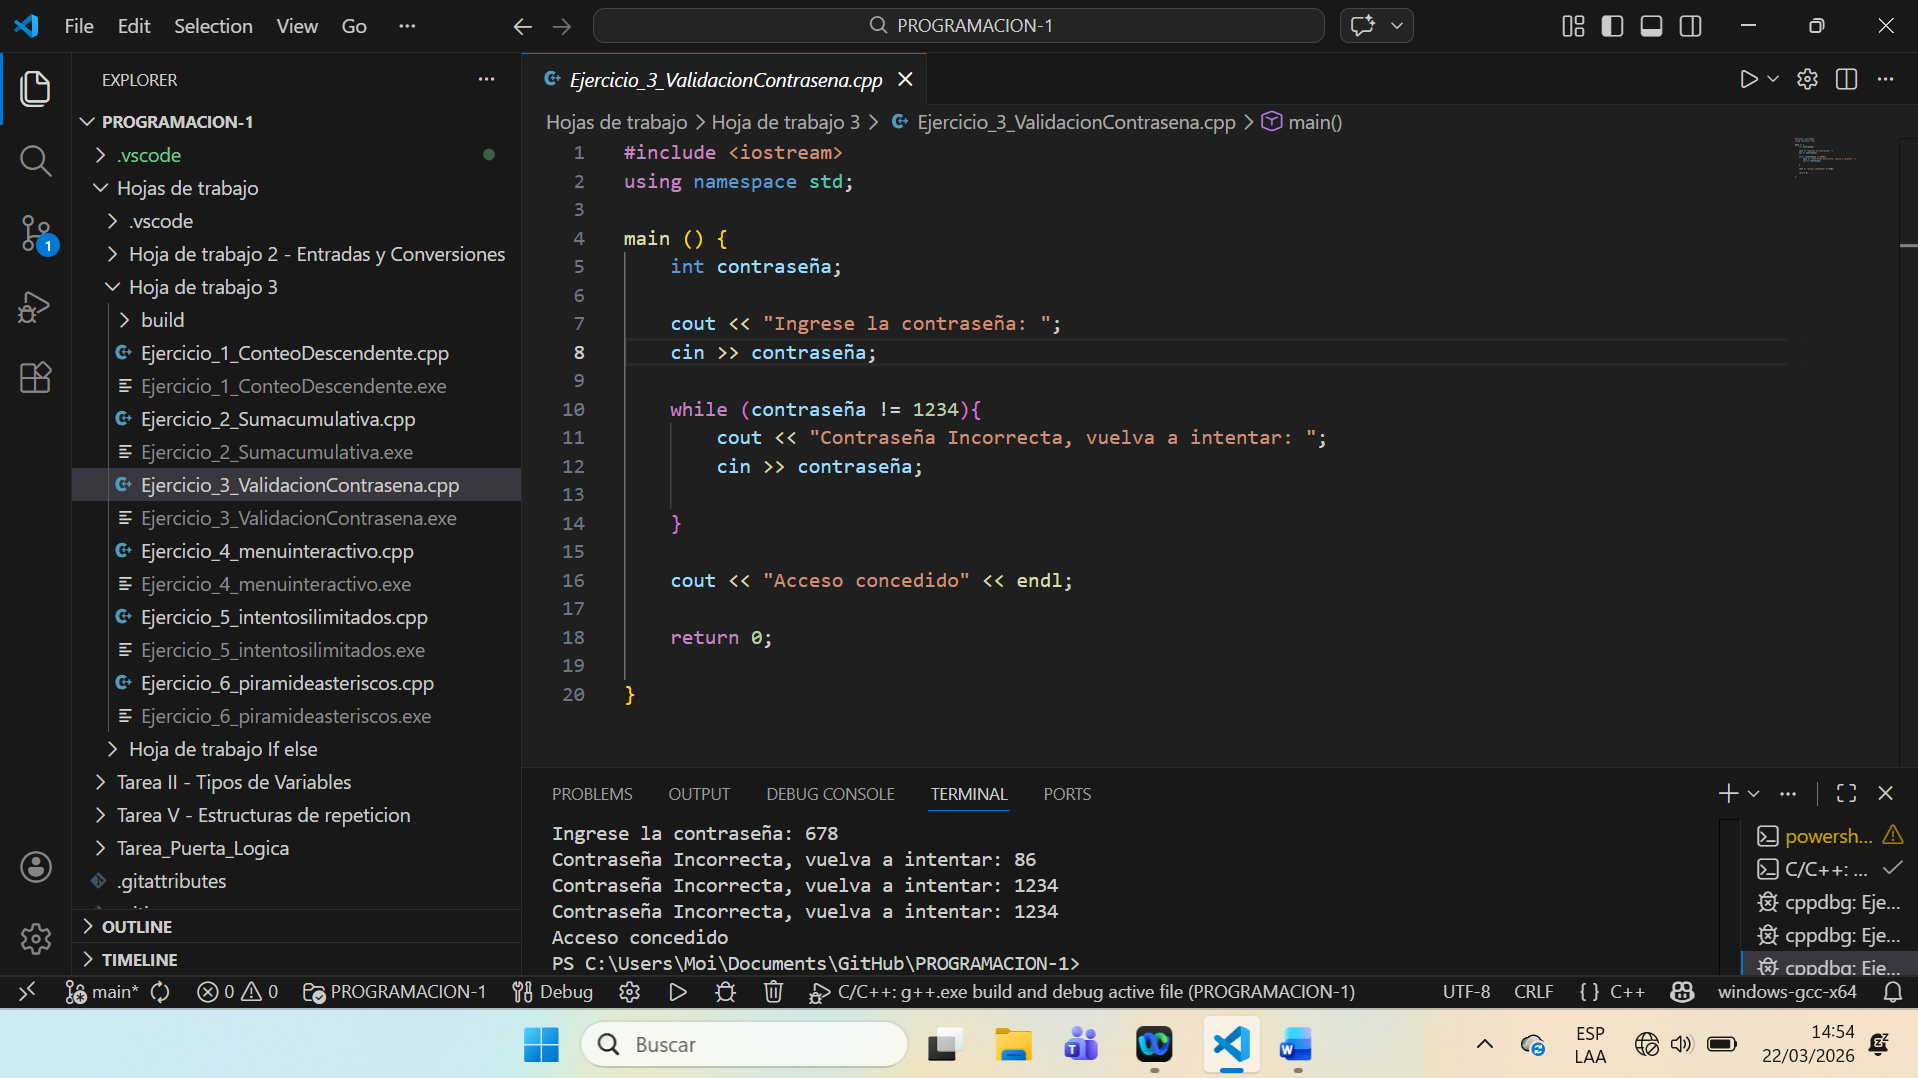 File Edit Selection View Go ···
PROGRAMACION-1
EXPLORER
PROGRAMACION-1
.vscode
Hojas de trabajo
.vscode
Hoja de trabajo 2 - Entradas y Conversiones
Hoja de trabajo 3
build
Ejercicio_1_ConteoDescendente.cpp
Ejercicio_1_ConteoDescendente.exe
Ejercicio_2_Sumacumulativa.cpp
Ejercicio_2_Sumacumulativa.exe
Ejercicio_3_ValidacionContrasena.cpp
Ejercicio_3_ValidacionContrasena.exe
Ejercicio_4_menuinteractivo.cpp
Ejercicio_4_menuinteractivo.exe
Ejercicio_5_intentosilimitados.cpp
Ejercicio_5_intentosilimitados.exe
Ejercicio_6_piramideasteriscos.cpp
Ejercicio_6_piramideasteriscos.exe
Hoja de trabajo If else
Tarea II - Tipos de Variables
Tarea V - Estructuras de repeticion
Tarea_Puerta_Logica
.gitattributes
OUTLINE
TIMELINE
1
Ejercicio_3_ValidacionContrasena.cpp
Hojas de trabajo > Hoja de trabajo 3 > Ejercicio_3_ValidacionContrasena.cpp > main()
1 #include <iostream>
2 using namespace std;
3
4 main () {
5 int contraseña;
6
7 cout << "Ingrese la contraseña: ";
8 cin >> contraseña;
9
10 while (contraseña != 1234){
11 cout << "Contraseña Incorrecta, vuelva a intentar: ";
12 cin >> contraseña;
13
14 }
15
16 cout << "Acceso concedido" << endl;
17
18 return 0;
19
20 }
PROBLEMS OUTPUT DEBUG CONSOLE TERMINAL PORTS
Ingrese la contraseña: 678
Contraseña Incorrecta, vuelva a intentar: 86
Contraseña Incorrecta, vuelva a intentar: 1234
Contraseña Incorrecta, vuelva a intentar: 1234
Acceso concedido
PS C:\Users\Moi\Documents\GitHub\PROGRAMACION-1>
powersh...
C/C++: ...
cppdbg: Eje...
cppdbg: Eje...
cppdbg: Eje...
main* 0 0 PROGRAMACION-1 Debug C/C++: g++.exe build and debug active file (PROGRAMACION-1) UTF-8 CRLF { } C++ windows-gcc-x64
Buscar
ESP
LAA
14:54
22/03/2026